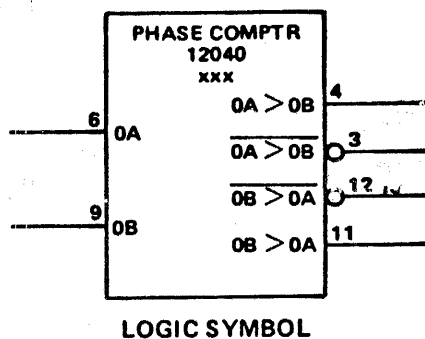 PHASE COMPTR
12040
xxx
4
0A > 0B
6
0A
3
0A > 0B
12
0B > 0A
9
0B
11
0B > 0A
LOGIC SYMBOL